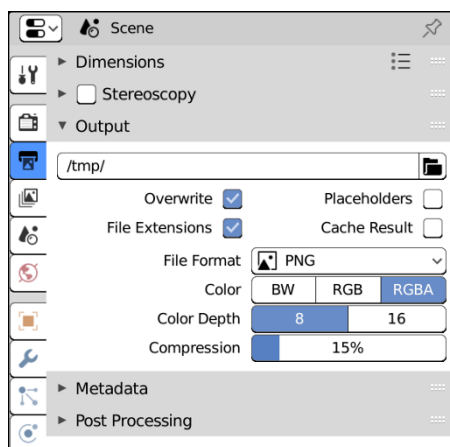 Scene
Dimensions
Stereoscopy
Output
/tmp/
Overwrite Placeholders
File Extensions Cache Result
File Format PNG
Color BW RGB RGBA
Color Depth 8 16
Compression 15%
Metadata
Post Processing